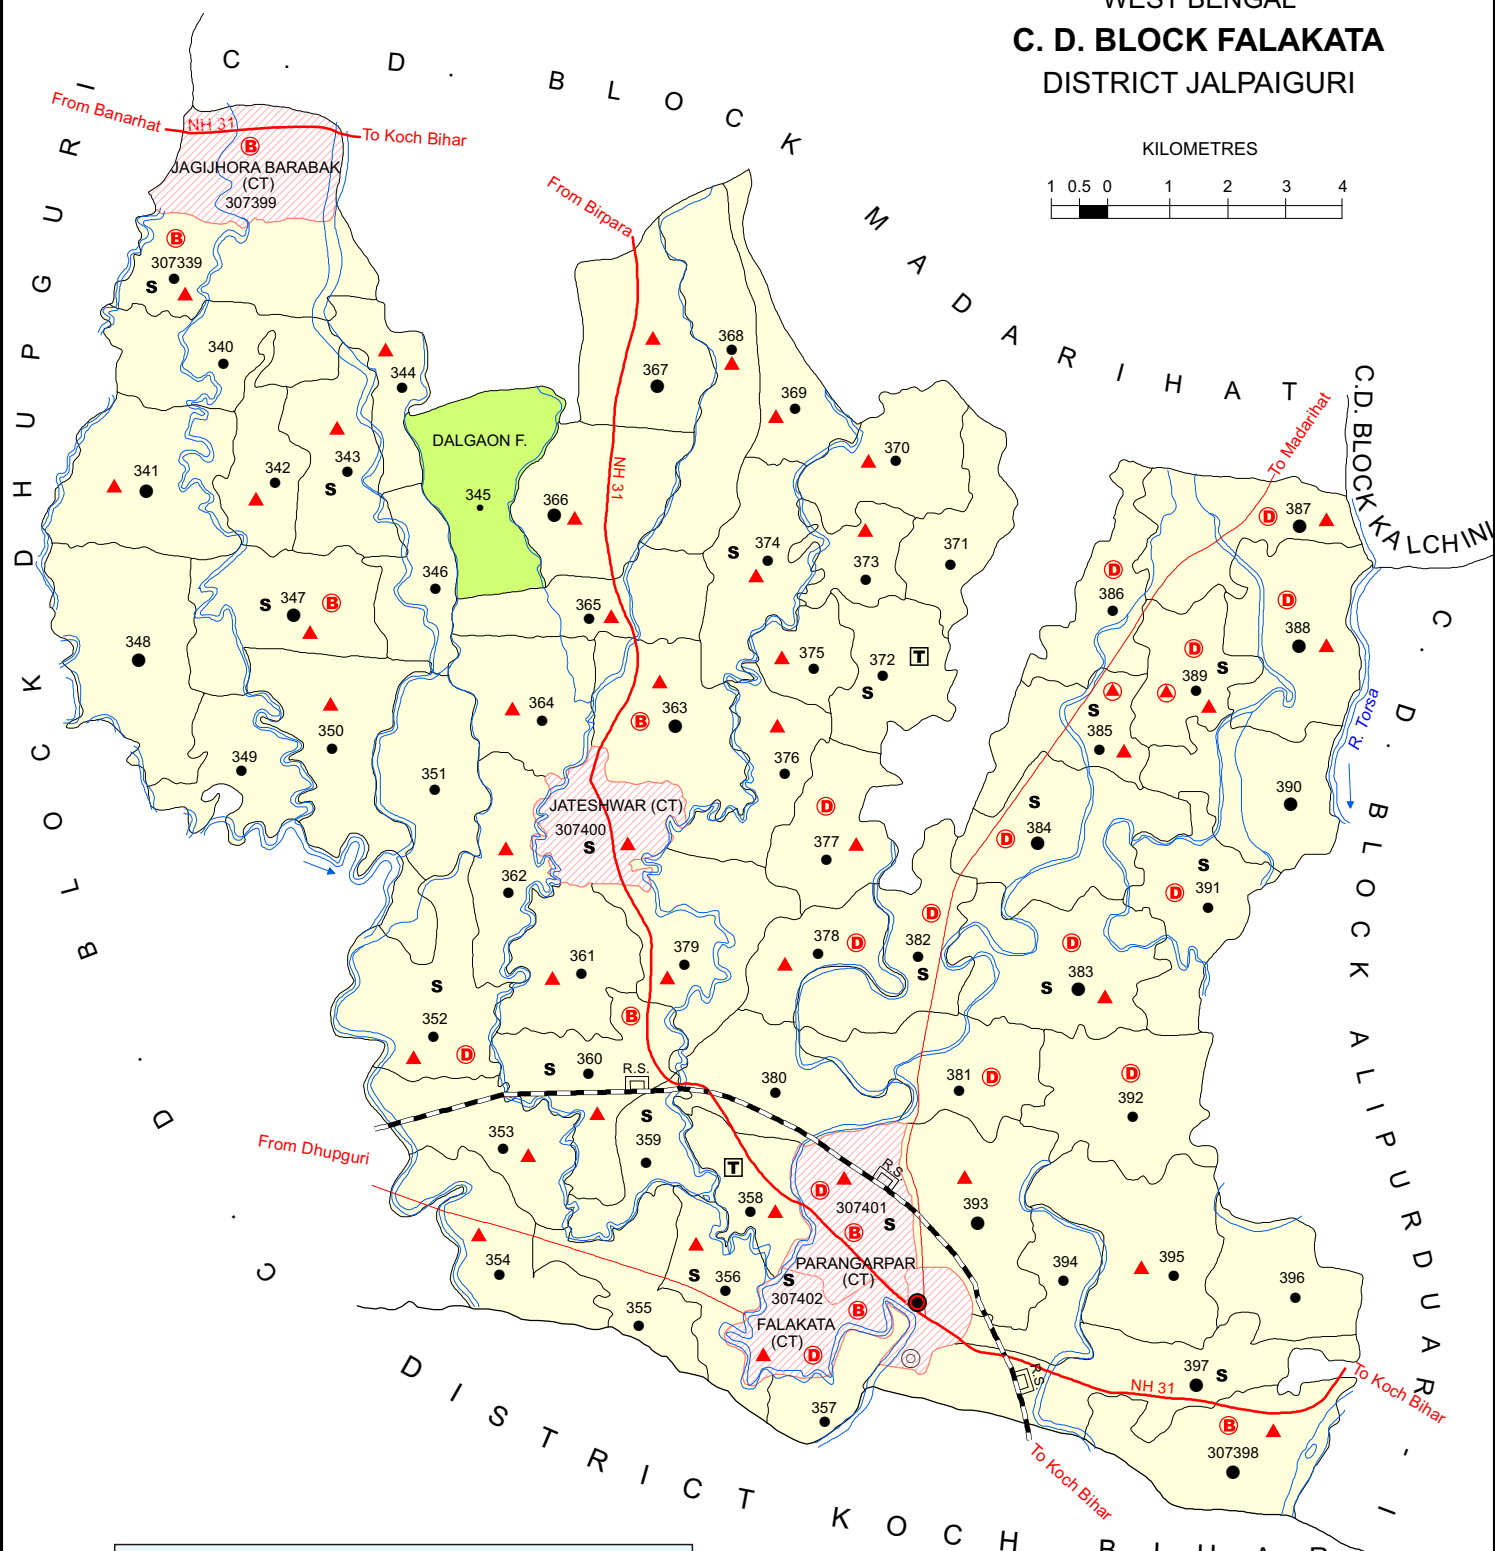 WEST BENGAL
C. D. BLOCK FALAKATA
DISTRICT JALPAIGURI
KILOMETRES
1 0.5 0 1 2 3 4
C. D. BLOCK MADARIHAT
C.D. BLOCK KALCHINI
C. D. BLOCK ALIPURDUAR - I
DISTRICT KOCH BIHAR
C. D. BLOCK DHUPGURI
From Banarhat
NH 31
To Koch Bihar
B
JAGIJHORA BARABAK
(CT)
307399
From Birpara
B
307339
S
340
344
367
368
369
To Madarihat
DALGAON F.
345
341
342
343
S
366
NH 31
370
S
374
373
371
D
387
346
365
S
347
B
D
386
D
388
348
375
372
T
S
D
S
389
364
B
363
350
349
351
376
S
385
R. Torsa
390
JATESHWAR (CT)
307400
S
D
377
S
D
384
362
S
D
391
D
382
S
378
D
D
S
383
361
379
S
352
D
B
S
360
R.S.
380
381
D
D
392
353
S
359
From Dhupguri
T
358
R.S.
D
307401
S
B
393
PARANGARPAR
(CT)
354
S
356
S
307402
B
FALAKATA
(CT)
D
355
394
395
396
357
R.S.
NH 31
397
S
To Koch Bihar
B
307398
To Koch Bihar